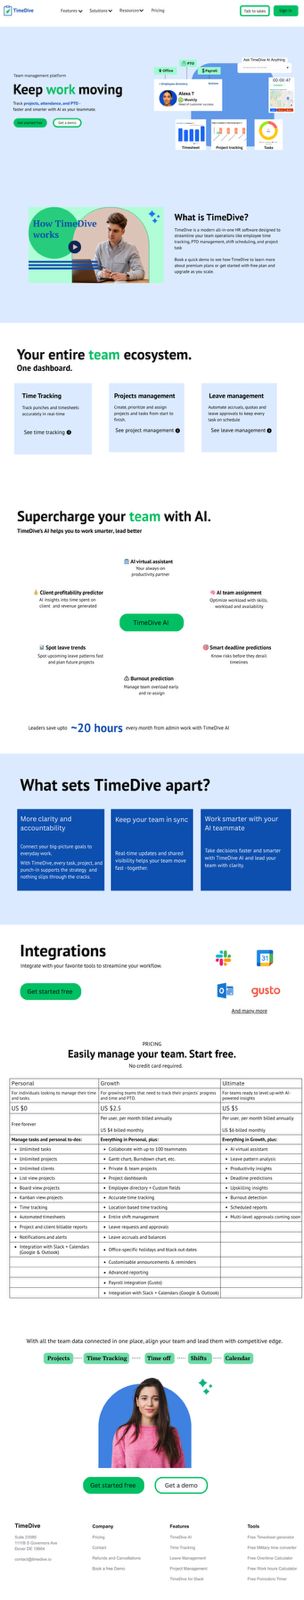 TimeDive
Features
Solutions
Resources
Pricing
Talk to sales
Sign in
Team management platform
Keep work moving
Track projects, attendance, and PTO -
faster and smarter with AI as your teammate.
Get started free
Get a demo
Ask TimeDive AI Anything
Office
PTO
Payroll
Employee directory
Alexa T
Weekly
Head of customer success
00:00:47
Timesheet
Project tracking
Tasks
How TimeDive
works
What is TimeDive?
TimeDive is a modern all-in-one HR software designed to
streamline your team operations like employee time
tracking, PTO management, shift scheduling, and project
task
Book a quick demo to see how TimeDive to learn more
about premium plans or get started with free plan and
upgrade as you scale.
Your entire team ecosystem.
One dashboard.
Time Tracking
Track punches and timesheets
accurately in real-time
See time tracking
Projects management
Create, prioritize and assign
projects and tasks from start to
finish.
See project management
Leave management
Automate accruals, quotas and
leave approvals to keep every
task on schedule
See leave management
Supercharge your team with AI.
TimeDive's AI helps you to work smarter, lead better
AI virtual assistant
Your always-on
productivity partner
Client profitability predictor
AI insights into time spent on
client and revenue generated
AI team assignment
Optimize workload with skills,
workload and availability
TimeDive AI
Spot leave trends
Spot upcoming leave patterns fast
and plan future projects
Smart deadline predictions
Know risks before they derail
timelines
Burnout prediction
Manage team overload early
and re-assign
Leaders save upto ~20 hours every month from admin work with TimeDive AI
What sets TimeDive apart?
More clarity and
accountability
Connect your big-picture goals to
everyday work.
With TimeDive, every task, project, and
punch-in supports the strategy and
nothing slips through the cracks.
Keep your team in sync
Real-time updates and shared
visibility helps your team move
fast - together.
Work smarter with your
AI teammate
Take decisions faster and smarter
with TimeDive AI and lead your
team with clarity.
Integrations
Integrate with your favorite tools to streamline your workflow.
Get started free
31
gusto
And many more
PRICING
Easily manage your team. Start free.
No credit card required.
Personal
For individuals looking to manage their time
and tasks.
US $0
Free forever
Manage tasks and personal to-dos:
Unlimited tasks
Unlimited projects
Unlimited clients
List view projects
Board view projects
Kanban view projects
Time tracking
Automated timesheets
Project and client billable reports
Notifications and alerts
Integration with Slack + Calendars
(Google & Outlook)
Growth
For growing teams that need to track their projects' progress
and time and PTO.
US $2.5
Per user, per month billed annually
US $4 billed monthly
Everything in Personal, plus:
Collaborate with up to 100 teammates
Gantt chart, Burndown chart, etc.
Private & team projects
Project dashboards
Employee directory + Custom fields
Accurate time tracking
Location based time tracking
Entire shift management
Leave requests and approvals
Leave accruals and balances
Office-specific holidays and black out dates
Customisable announcements & reminders
Advanced reporting
Payroll integration (Gusto)
Integration with Slack + Calendars (Google & Outlook)
Ultimate
For teams ready to level up with AI-
powered insights
US $5
Per user, per month billed annually
US $6 billed monthly
Everything in Growth, plus:
AI virtual assistant
Leave pattern analysis
Productivity insights
Deadline predictions
Upskilling insights
Burnout detection
Scheduled reports
Multi-level approvals coming soon
With all the team data connected in one place, align your team and lead them with competitive edge.
Projects
Time Tracking
Time off
Shifts
Calendar
Get started free
Get a demo
TimeDive
Company
Pricing
Contact
Refunds and Cancellations
Book a free Demo
Features
TimeDive AI
Time Tracking
Leave Management
Project Management
TimeDive for Slack
Tools
Free Timesheet generator
Free Military time converter
Free Overtime Calculator
Free Work hours Calculator
Free Pomodoro Timer